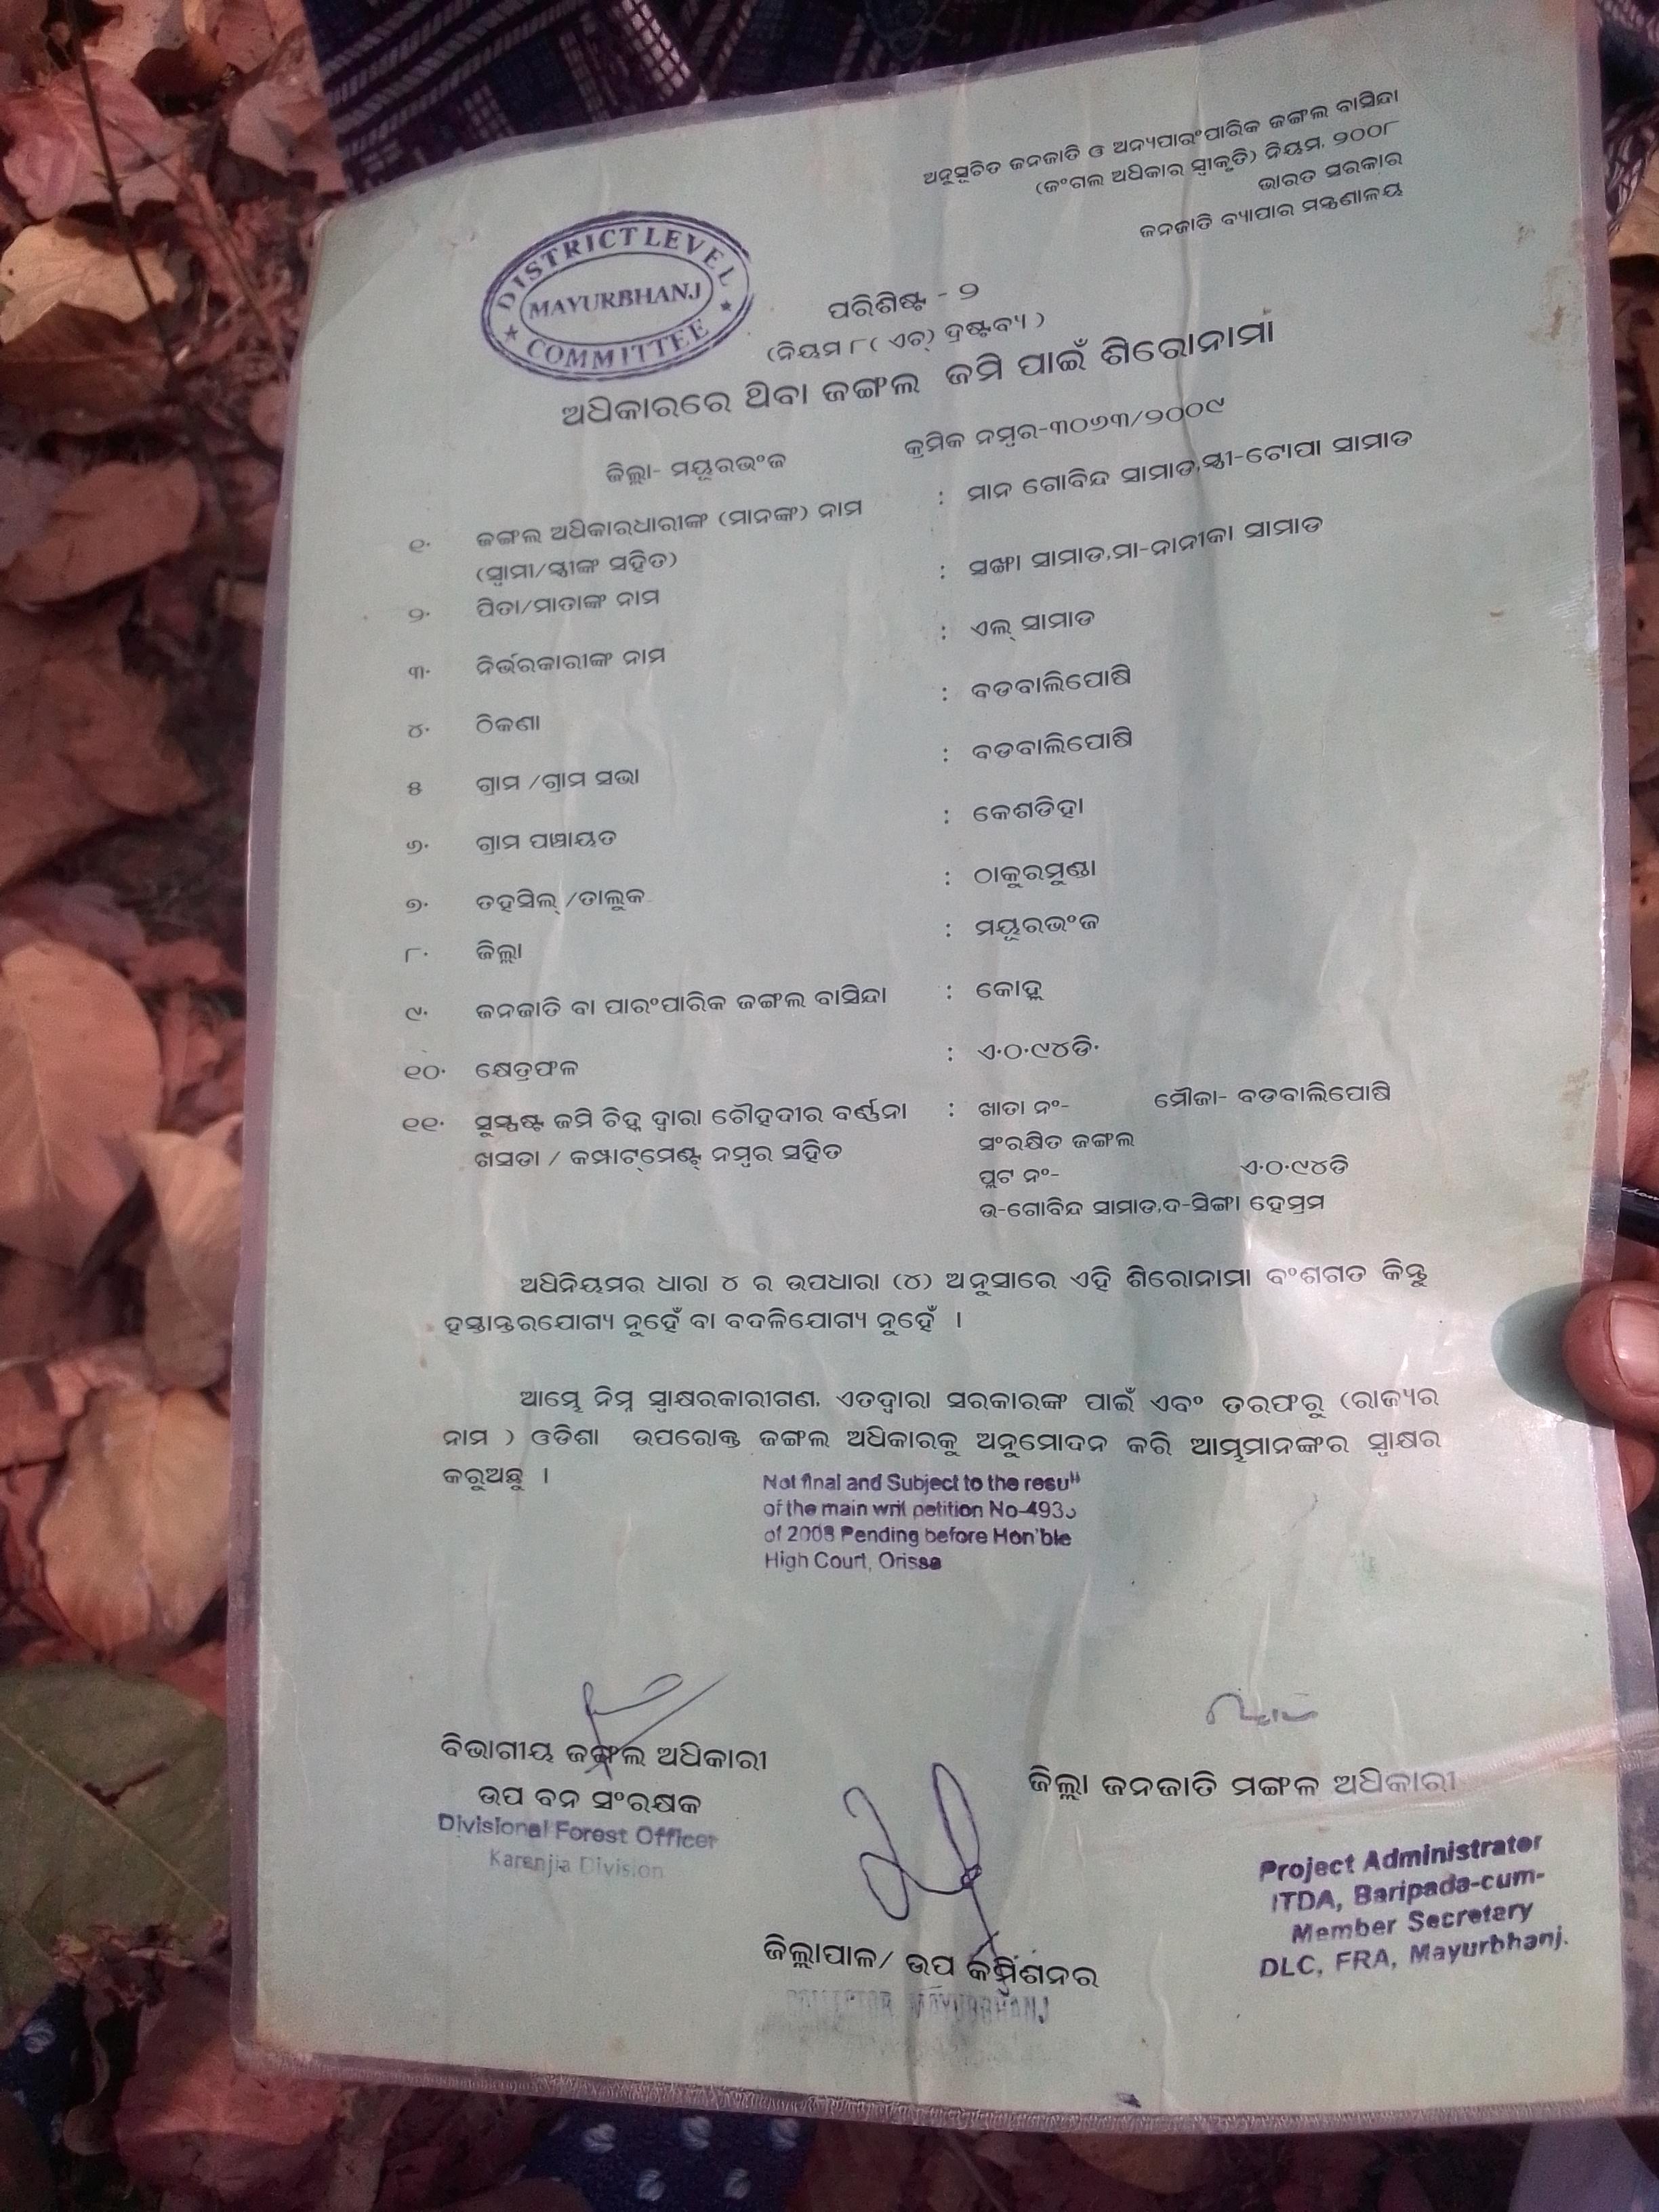 ଅନୁସୂଚିତ ଜନଜାତି ଓ ଅନ୍ୟପାରଂପାରିକ ଜଙ୍ଗଲ ବାସିନ୍ଦା
(ଜଂଗଲ ଅଧିକାର ସ୍ୱୀକୃତି) ନିୟମ, ୨୦୦୮
ଭାରତ ସରକାର
ଜନଜାତି ବ୍ୟାପାର ମନ୍ତ୍ରଣାଳୟ
DISTRICT LEVEL
MAYURBHANJ
COMMITTEE
ପରିଶିଷ୍ଟ - ୨
(ନିୟମ ୮( ଏଚ୍) ଦ୍ରଷ୍ଟବ୍ୟ )
ଅଧିକାରରେ ଥିବା ଜଙ୍ଗଲ ଜମି ପାଇଁ ଶିରୋନାମା
କ୍ରମିକ ନମ୍ବର-୩୦୬୩/୨୦୦୯
ଜିଲ୍ଲା- ମୟୂରଭଂଜ
୧. ଜଙ୍ଗଲ ଅଧିକାରଧାରୀଙ୍କ (ମାନଙ୍କ) ନାମ : ମାନ ଗୋବିନ୍ଦ ସାମାଡ,ସ୍ତ୍ରୀ-ଟୋପା ସାମାଡ
(ସ୍ୱାମୀ/ସ୍ତ୍ରୀଙ୍କ ସହିତ)
୨. ପିତା/ମାତାଙ୍କ ନାମ : ସଙ୍ଖା ସାମାଡ,ମା-ନାନୀକା ସାମାଡ
୩. ନିର୍ଭରକାରୀଙ୍କ ନାମ : ଏଲ୍ ସାମାଡ
୪. ଠିକଣା : ବଡବାଲିପୋଷି
୫ ଗ୍ରାମ /ଗ୍ରାମ ସଭା : ବଡବାଲିପୋଷି
୬. ଗ୍ରାମ ପାଞ୍ଚାୟତ : କେଶଡିହା
୭. ତହସିଲ୍ /ତାଲୁକ : ଠାକୁରମୁଣ୍ଡା
୮. ଜିଲ୍ଲା : ମୟୂରଭଂଜ
୯. ଜନଜାତି ବା ପାରଂପାରିକ ଜଙ୍ଗଲ ବାସିନ୍ଦା : କୋହ୍ଲ
୧୦. କ୍ଷେତ୍ରଫଳ : ଏ.୦.୯୪ଡି.
୧୧. ସୁସ୍ପଷ୍ଟ ଜମି ଚିହ୍ନ ଦ୍ୱାରା ଚୌହଦୀର ବର୍ଣ୍ଣନା : ଖାତା ନଂ- ମୌଜା- ବଡବାଲିପୋଷି
ଖସଡା / କମ୍ପାଟ୍‌ମେଣ୍ଟ୍ ନମ୍ବର ସହିତ ସଂରକ୍ଷିତ ଜଙ୍ଗଲ
ପ୍ଲଟ ନଂ- ଏ.୦.୯୪ଡି
ଉ-ଗୋବିନ୍ଦ ସାମାଡ,ଦ-ସିଙ୍ଗା ହେମ୍ରମ
ଅଧିନିୟମର ଧାରା ୪ ର ଉପଧାରା (୪) ଅନୁସାରେ ଏହି ଶିରୋନାମା ବଂଶଗତ କିନ୍ତୁ
ହସ୍ତାନ୍ତରଯୋଗ୍ୟ ନୁହେଁ ବା ବଦଳିଯୋଗ୍ୟ ନୁହେଁ ।
ଆମ୍ଭେ ନିମ୍ନ ସ୍ୱାକ୍ଷରକାରୀଗଣ, ଏତଦ୍ୱାରା ସରକାରଙ୍କ ପାଇଁ ଏବଂ ତରଫରୁ (ରାଜ୍ୟର
ନାମ ) ଓଡିଶା ଉପରୋକ୍ତ ଜଙ୍ଗଲ ଅଧିକାରକୁ ଅନୁମୋଦନ କରି ଆମ୍ଭମାନଙ୍କର ସ୍ୱାକ୍ଷର
କରୁଅଛୁ ।
Not final and Subject to the result
of the main writ petition No-493
of 2008 Pending before Hon'ble
High Court, Orissa
ବିଭାଗୀୟ ଜଙ୍ଗଲ ଅଧିକାରୀ
ଉପ ବନ ସଂରକ୍ଷକ
Divisional Forest Officer
Karanjia Division
ଜିଲ୍ଲା ଜନଜାତି ମଙ୍ଗଳ ଅଧିକାରୀ
Project Administrator
ITDA, Baripada-cum-
Member Secretary
DLC, FRA, Mayurbhanj.
ଜିଲ୍ଲାପାଳ/ ଉପ କମିଶନର
COLLECTOR MAYURBHANJ